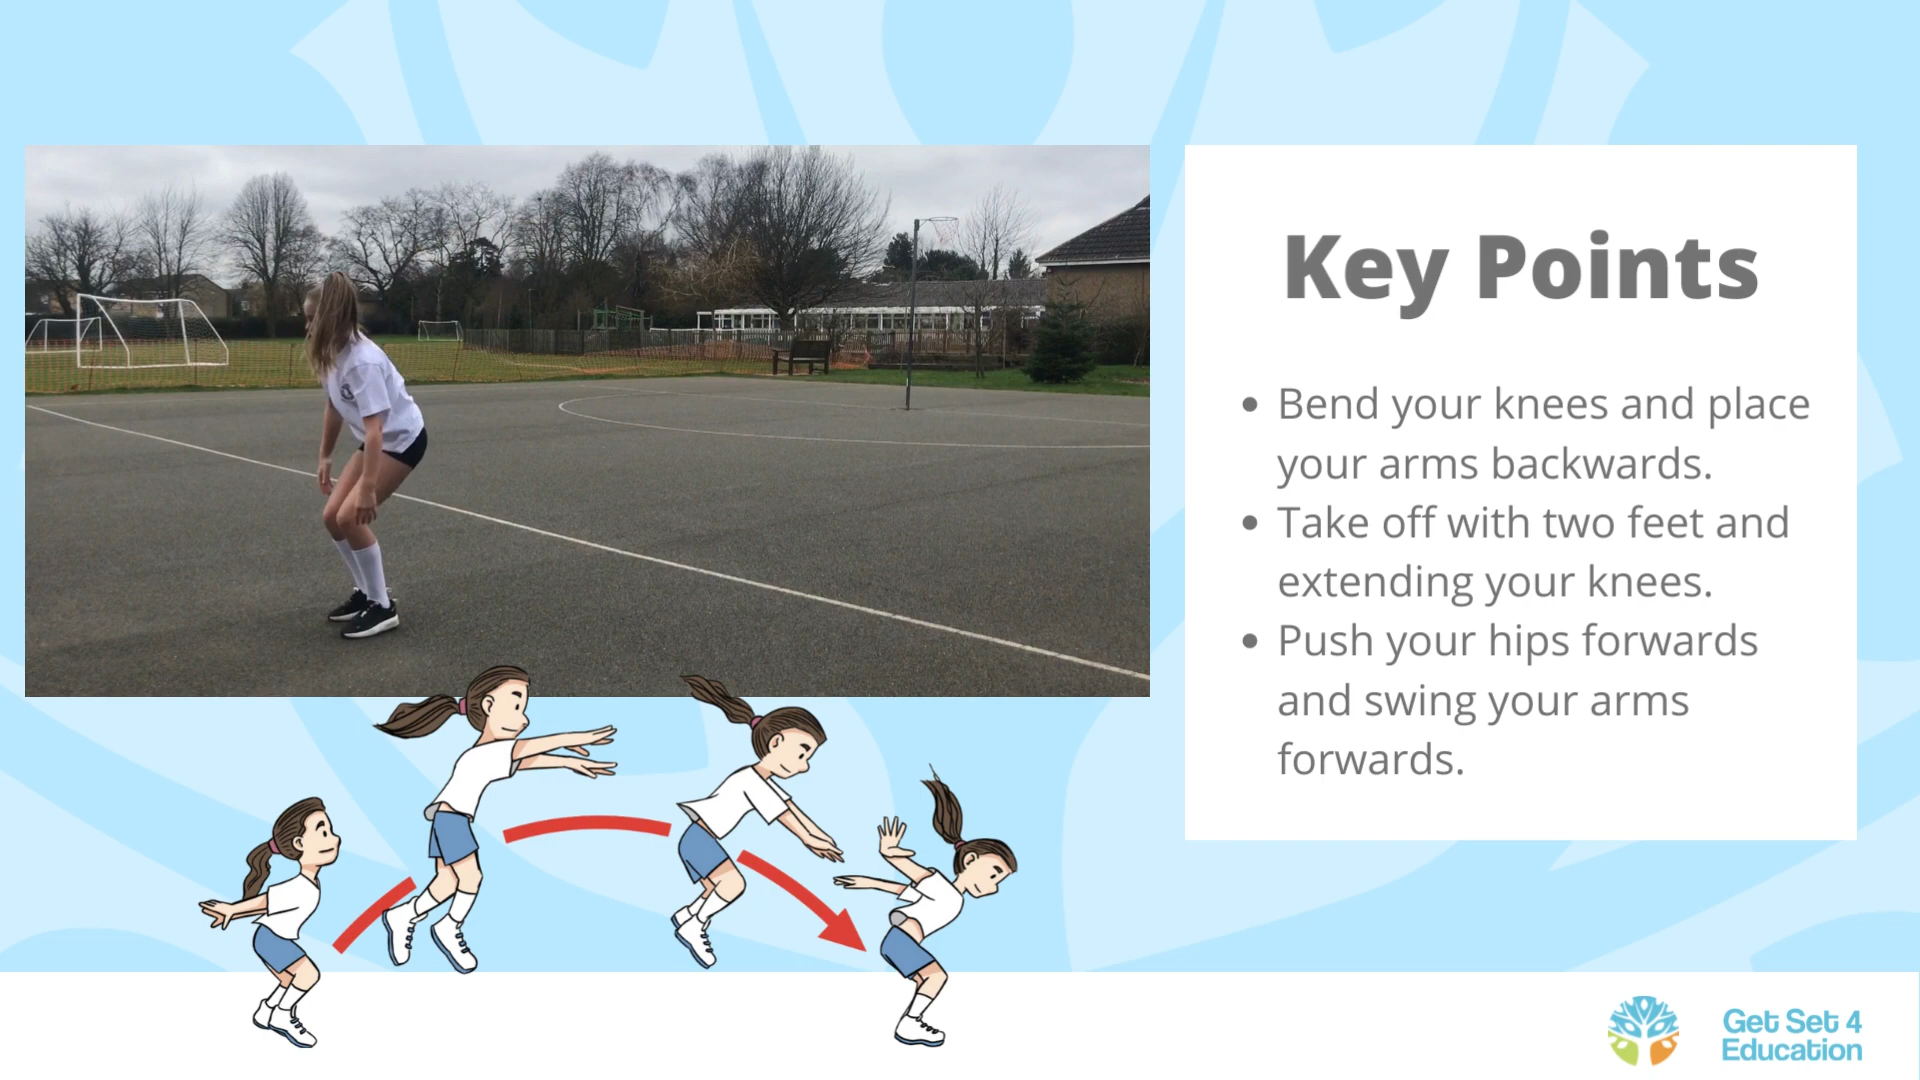 Key Points
• Bend your knees and place
your arms backwards.
• Take off with two feet and
extending your knees.
• Push your hips forwards
and swing your arms
forwards.
Get Set 4
Education